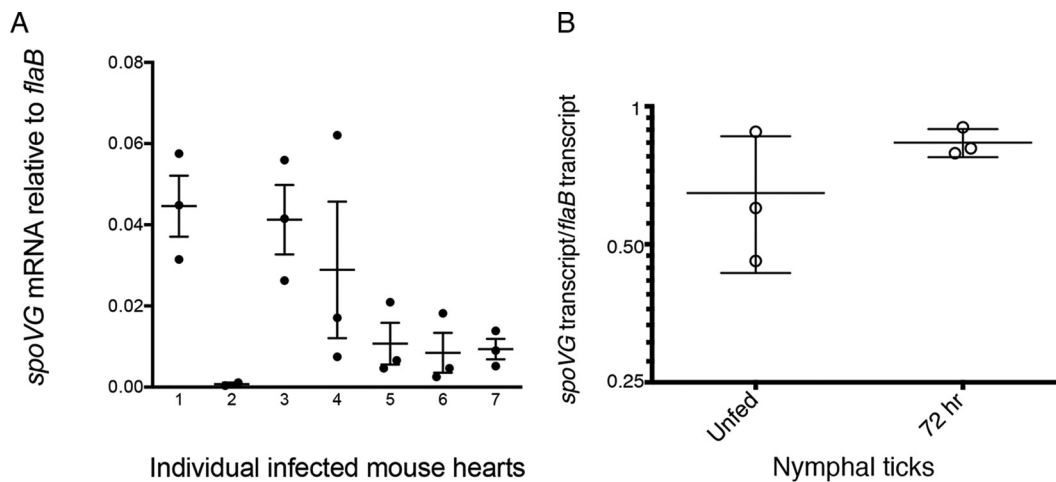 A
spoVG mRNA relative to flaB
0.08
0.06
0.04
0.02
0.00
1 2 3 4 5 6 7
Individual infected mouse hearts
B
spoVG transcript/flaB transcript
1
0.50
0.25
Unfed
72 hr
Nymphal ticks